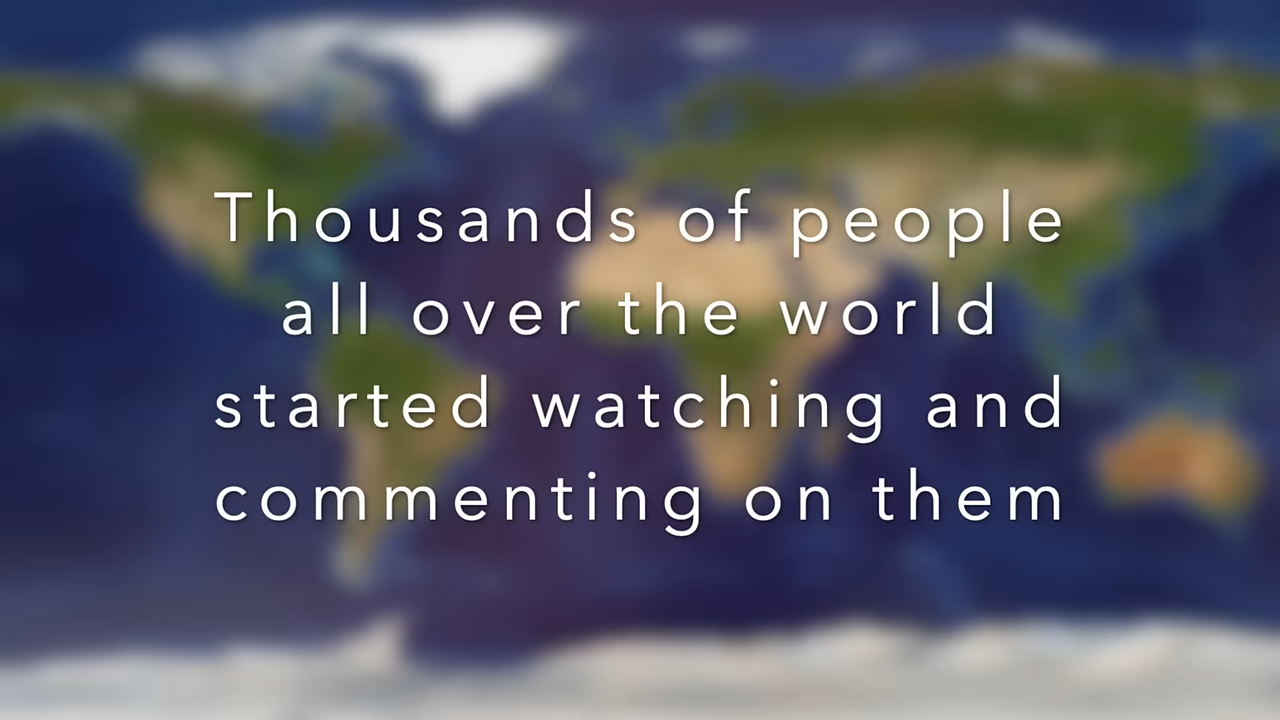 Thousands of people
all over the world
started watching and
commenting on them